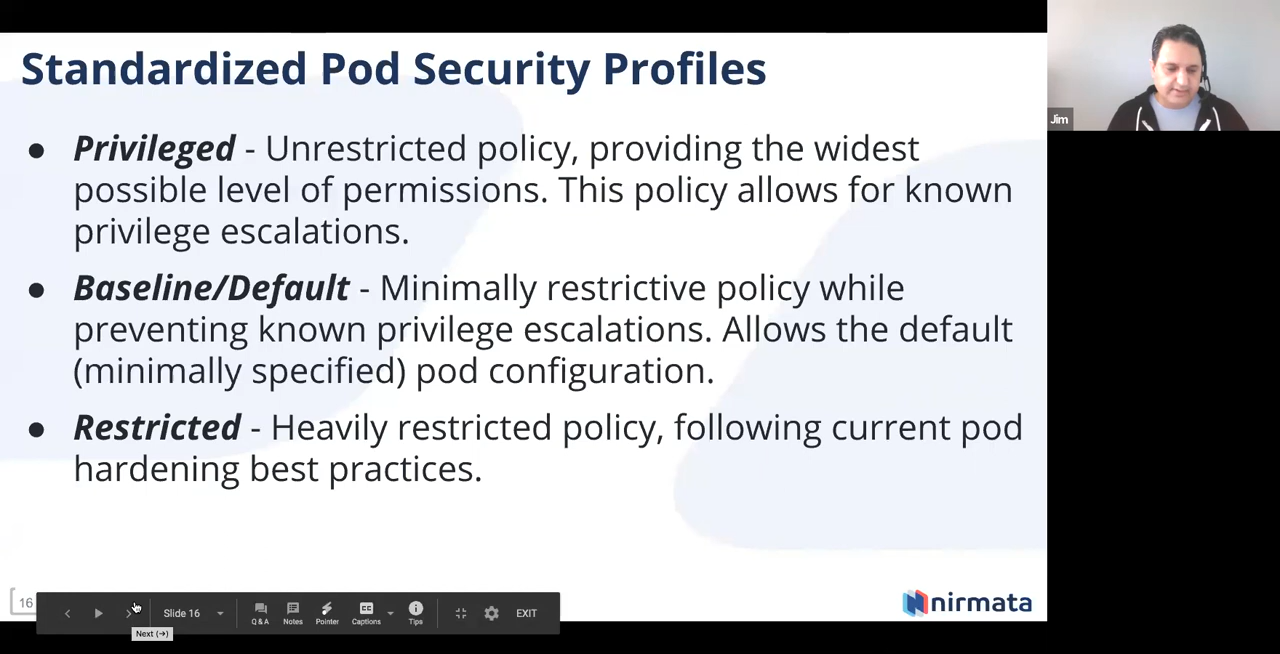 Standardized Pod Security Profiles
● Privileged - Unrestricted policy, providing the widest
possible level of permissions. This policy allows for known
privilege escalations.
● Baseline/Default - Minimally restrictive policy while
preventing known privilege escalations. Allows the default
(minimally specified) pod configuration.
● Restricted - Heavily restricted policy, following current pod
hardening best practices.
Jim
16
Slide 16
Q&A
Notes
Pointer
Captions
Tips
EXIT
Next (→)
nirmata